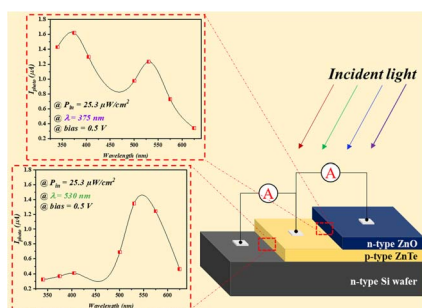 I_photo (μA)
1.8
1.6
1.4
1.2
1.0
0.8
0.6
0.4
0.2
@ P_In = 25.3 μW/cm²
@ λ= 375 nm
@ bias = 0.5 V
350 400 450 500 550 600
Wavelength (nm)
Incident light
A
A
n-type ZnO
p-type ZnTe
n-type Si wafer
I_photo (μA)
1.6
1.4
1.2
1.0
0.8
0.6
0.4
0.2
@ P_In = 25.3 μW/cm²
@ λ= 530 nm
@ bias = 0.5 V
350 400 450 500 550 600
Wavelength (nm)